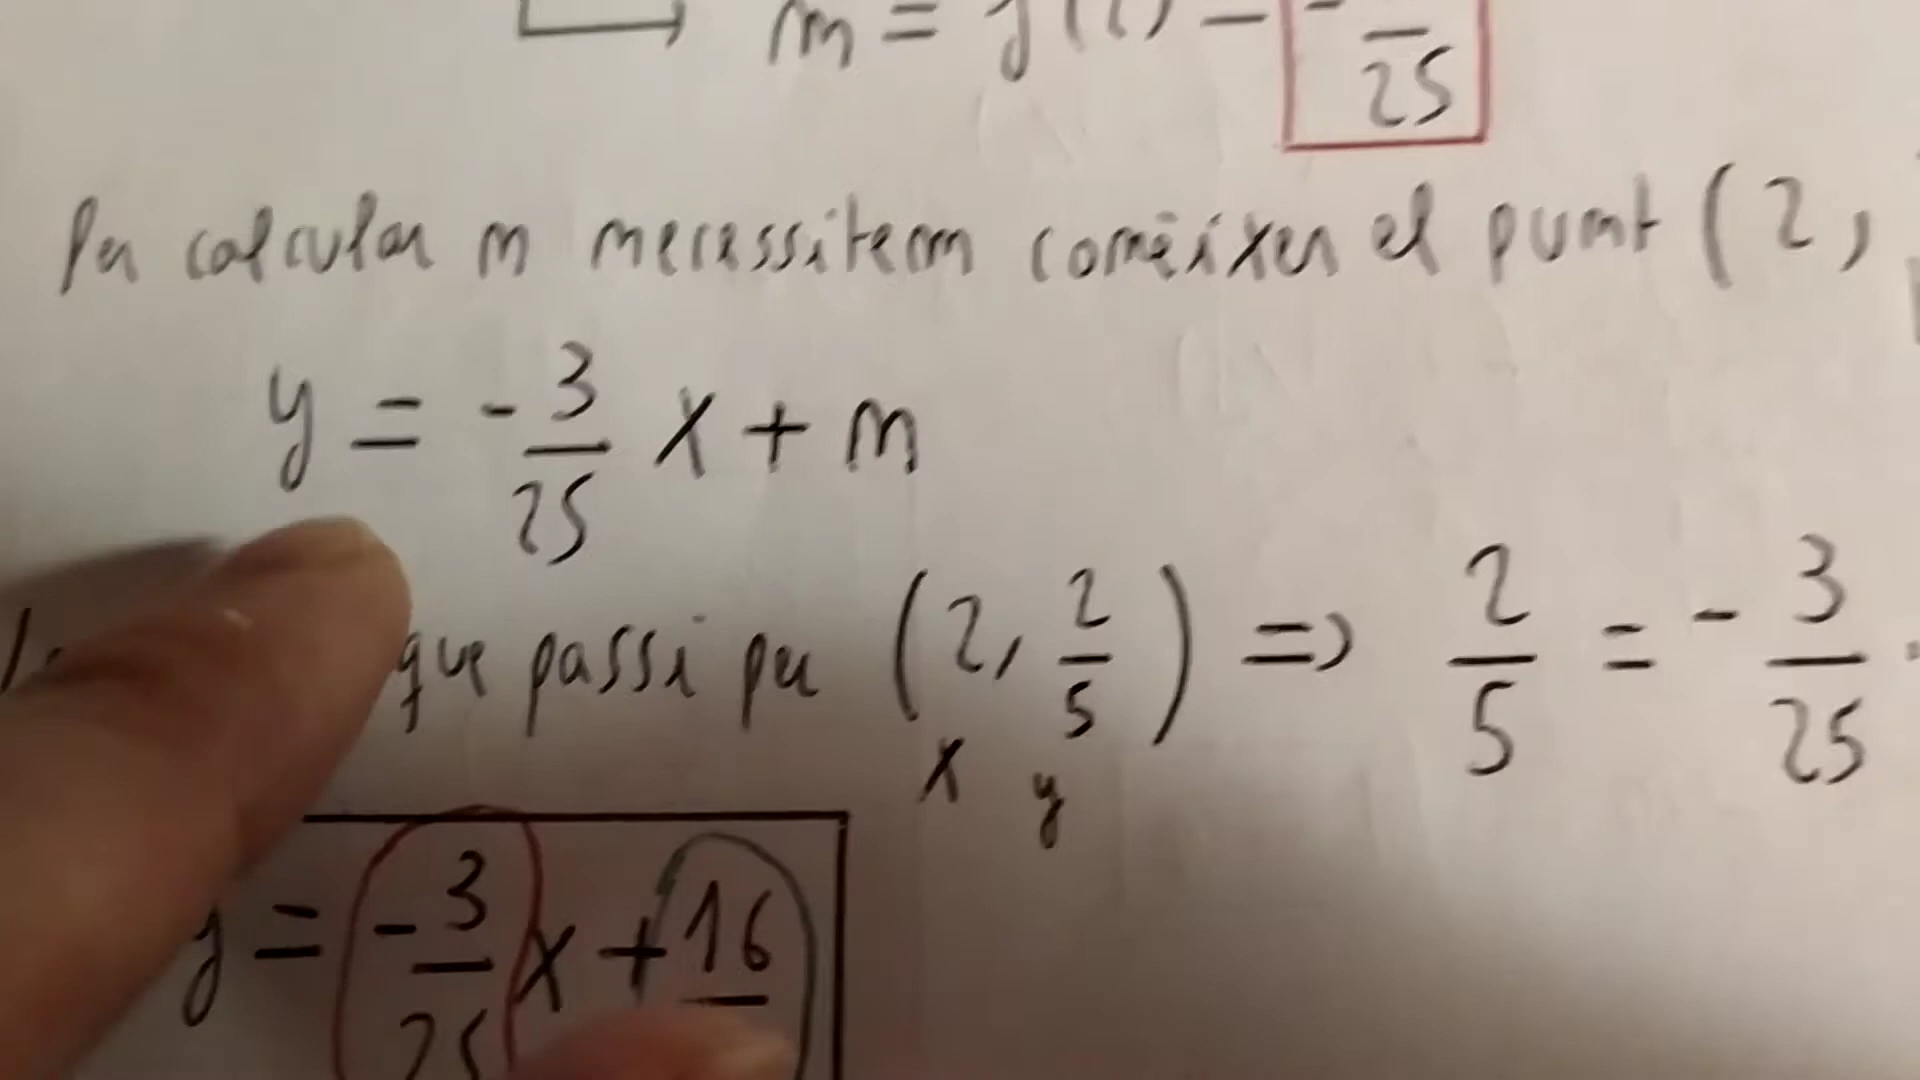 m = f'(2) = - — 25
Per calcular n necessitem conèixer el punt (2,
y = - 3/25 x + n
que passi per (2, 2/5) => 2/5 = - 3/25 ·
x y
y = - 3/25 x + 16